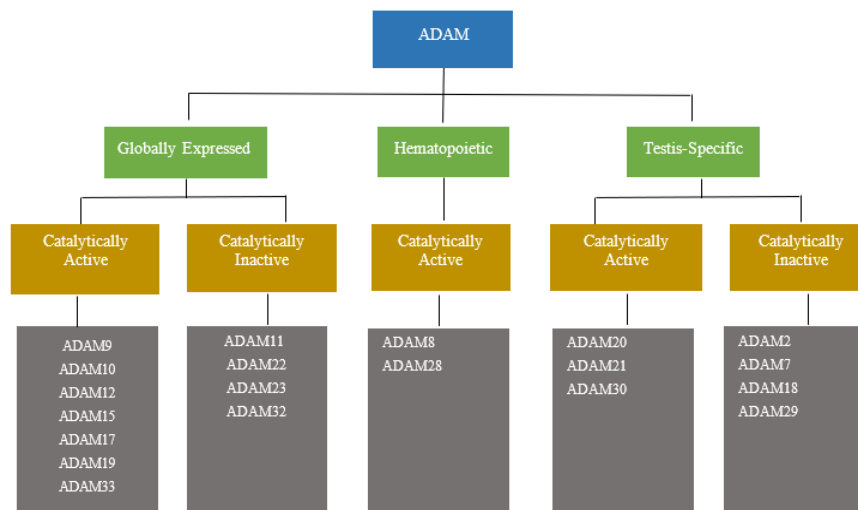 ADAM
Globally Expressed
Hematopoietic
Testis-Specific
Catalytically
Active
Catalytically
Inactive
Catalytically
Active
Catalytically
Active
Catalytically
Inactive
ADAM9
ADAM10
ADAM12
ADAM15
ADAM17
ADAM19
ADAM33
ADAM11
ADAM22
ADAM23
ADAM32
ADAM8
ADAM28
ADAM20
ADAM21
ADAM30
ADAM2
ADAM7
ADAM18
ADAM29